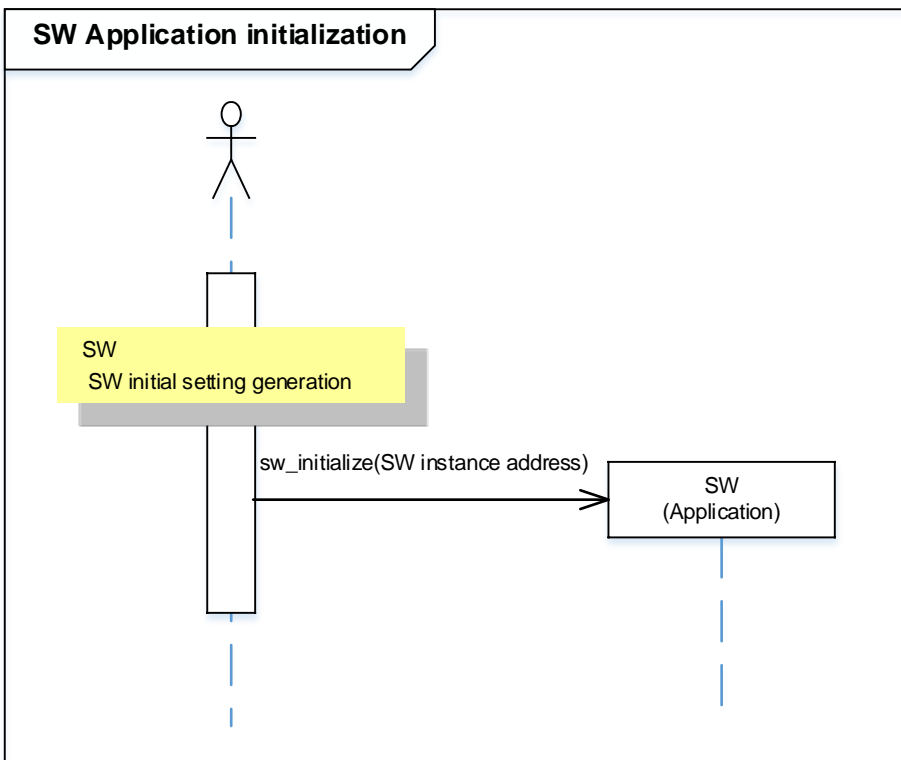 SW Application initialization
SW
SW initial setting generation
sw_initialize(SW instance address)
SW
(Application)